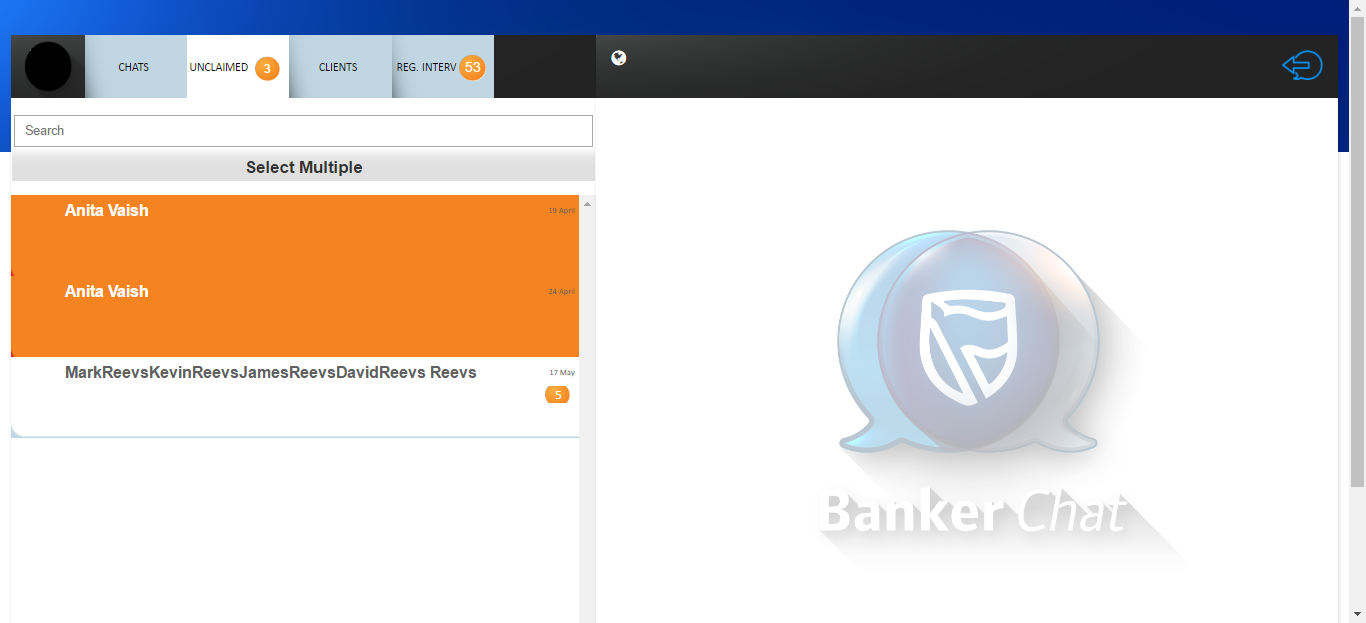 CHATS
UNCLAIMED 3
CLIENTS
REG. INTERV 53
Search
Select Multiple
Anita Vaish 19 April
Anita Vaish 24 April
MarkReevsKevinReevsJamesReevsDavidReevs Reevs 17 May
5
Banker Chat